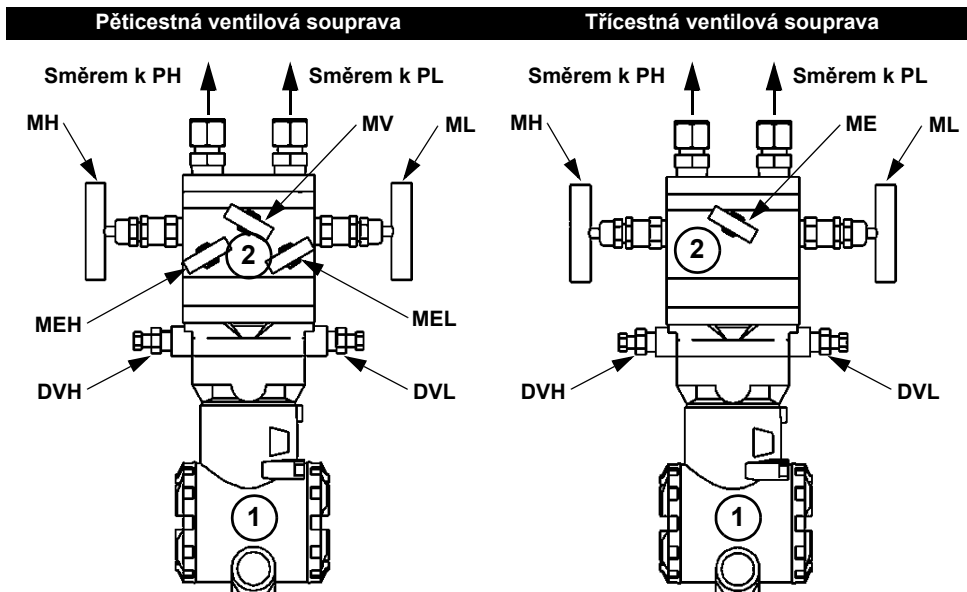 Pěticestná ventilová souprava
Třícestná ventilová souprava
Směrem k PH
Směrem k PL
MH
MV
ML
2
MEH
MEL
DVH
DVL
1
Směrem k PH
Směrem k PL
MH
ME
ML
2
DVH
DVL
1